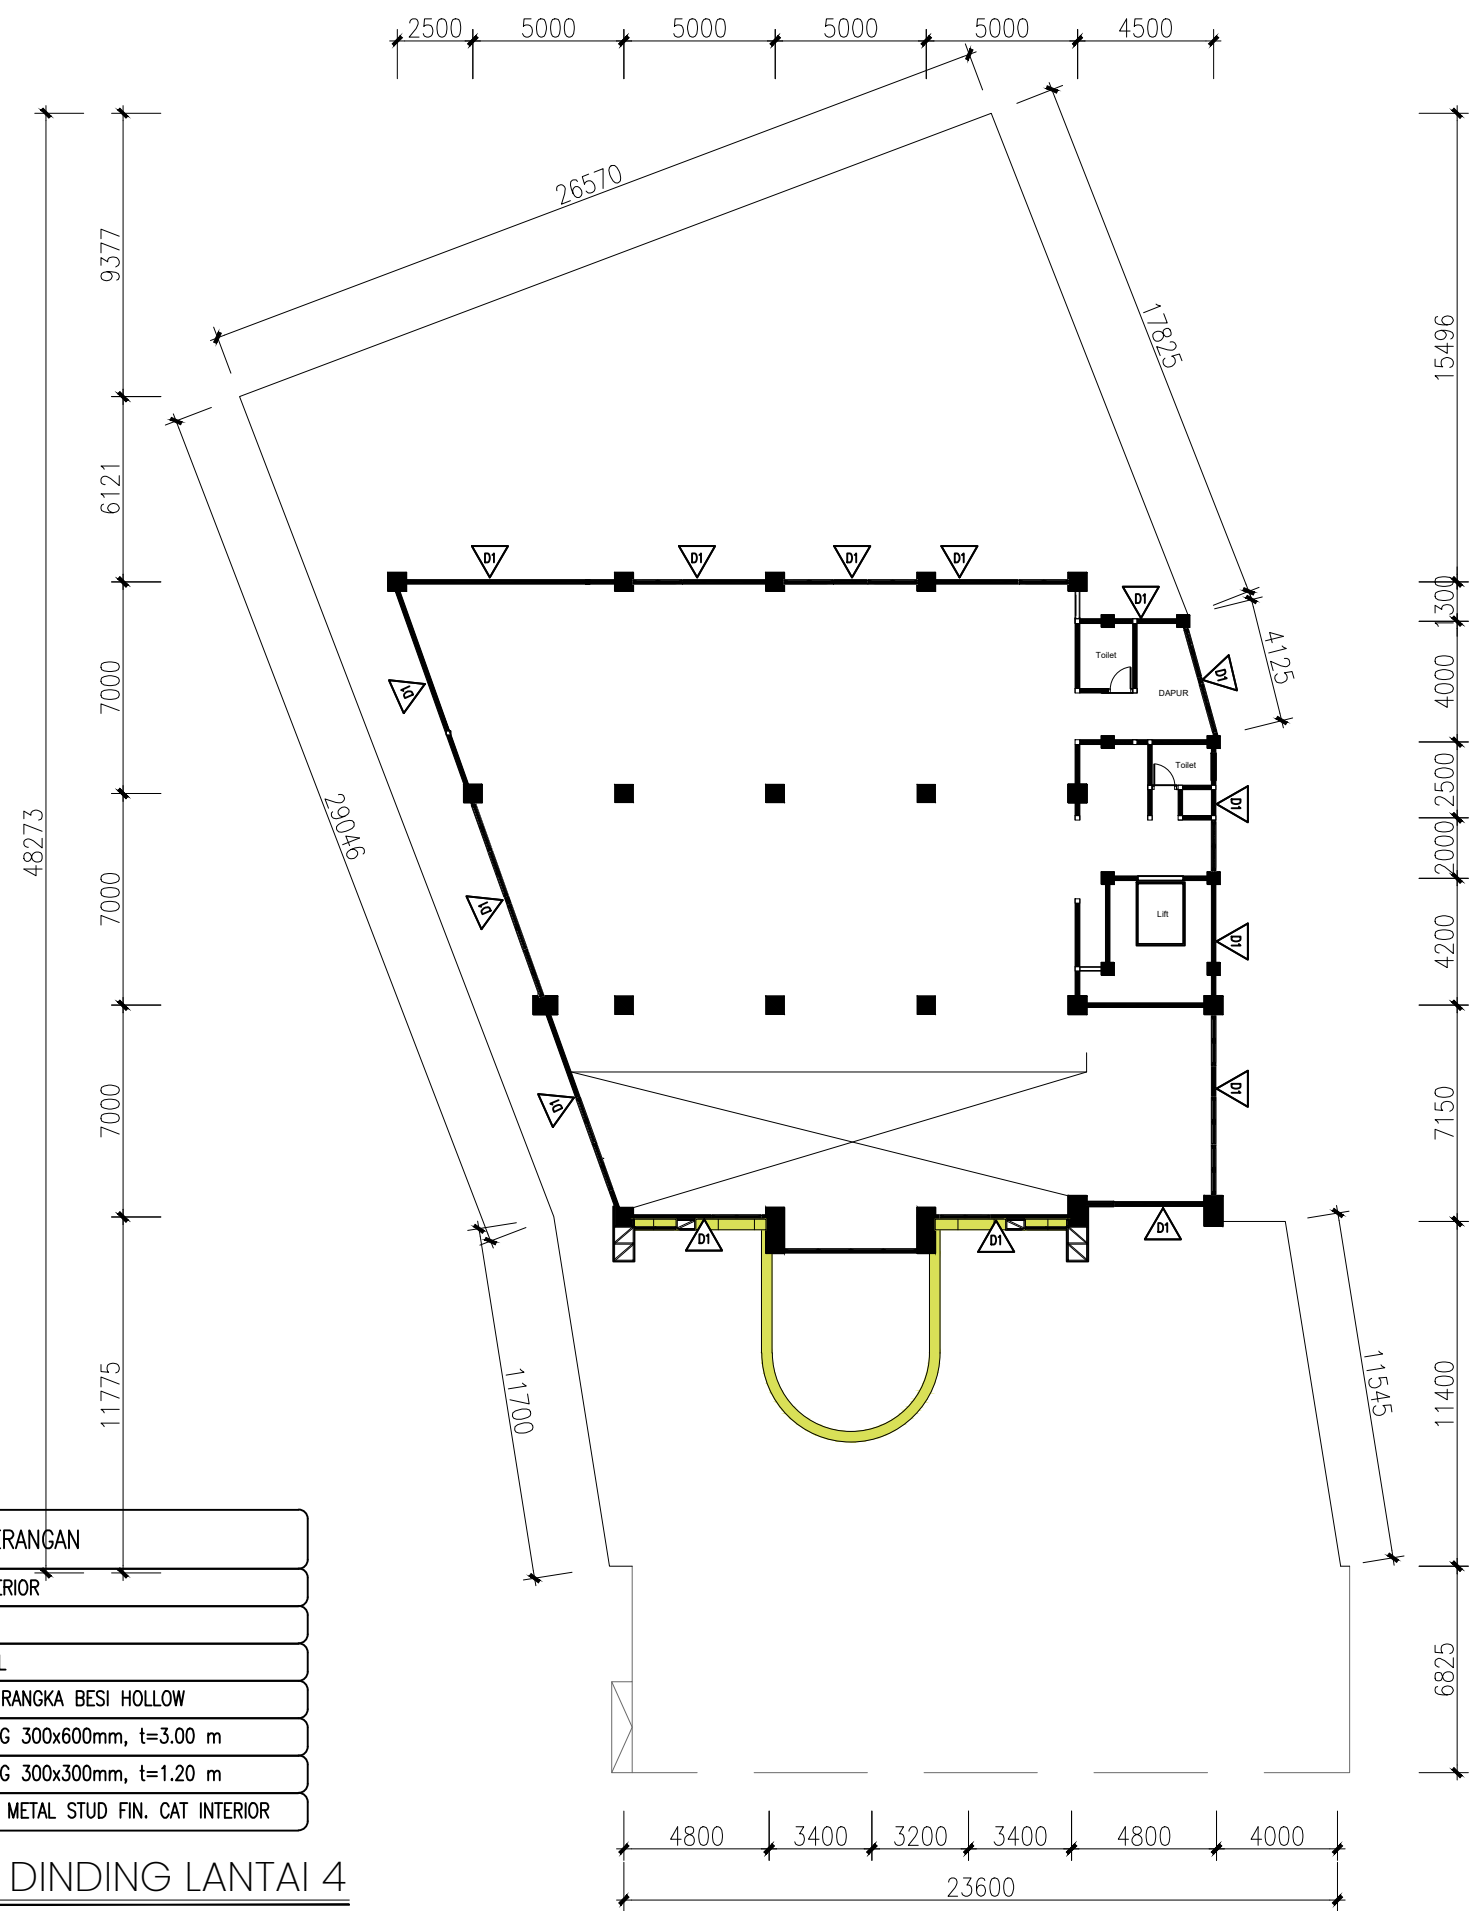 2500 5000 5000 5000 5000 4500
26570
9377
6121
7000
7000
7000
11775
48273
29046
11700
17825
4125
15496
1300
4000
2500
2000
4200
7150
11400
6825
11545
D1 D1 D1 D1
D1
Toilet
D1
DAPUR
D1
Toilet
D1
D1
Lift
D1
D1
D1
D1 D1 D1
ERANGAN
ERIOR
L
RANGKA BESI HOLLOW
G 300x600mm, t=3.00 m
G 300x300mm, t=1.20 m
METAL STUD FIN. CAT INTERIOR
DINDING LANTAI 4
4800 3400 3200 3400 4800 4000
23600